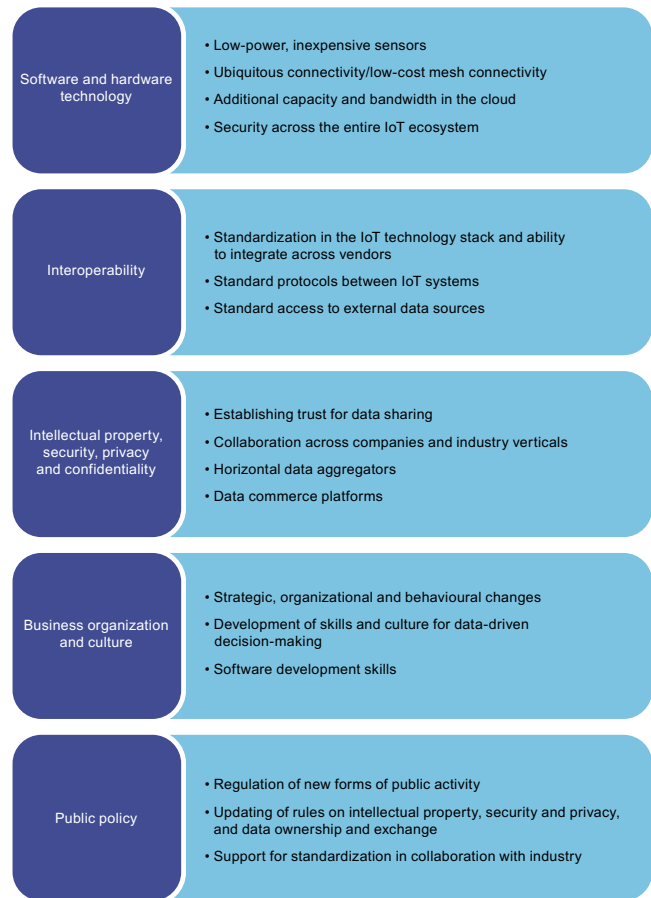 Software and hardware
technology
• Low-power, inexpensive sensors
• Ubiquitous connectivity/low-cost mesh connectivity
• Additional capacity and bandwidth in the cloud
• Security across the entire IoT ecosystem
Interoperability
• Standardization in the IoT technology stack and ability
to integrate across vendors
• Standard protocols between IoT systems
• Standard access to external data sources
Intellectual property,
security, privacy
and confidentiality
• Establishing trust for data sharing
• Collaboration across companies and industry verticals
• Horizontal data aggregators
• Data commerce platforms
Business organization
and culture
• Strategic, organizational and behavioural changes
• Development of skills and culture for data-driven
decision-making
• Software development skills
Public policy
• Regulation of new forms of public activity
• Updating of rules on intellectual property, security and privacy,
and data ownership and exchange
• Support for standardization in collaboration with industry